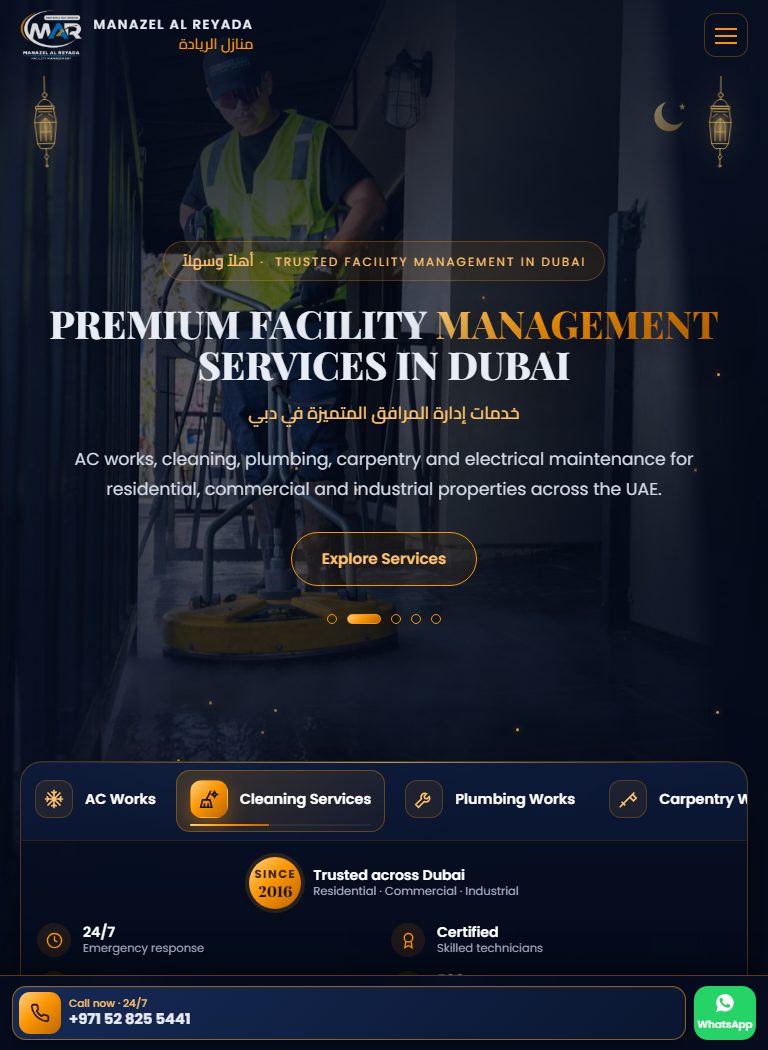 MAR
MANAZEL AL REYADA
FACILITY MANAGEMENT
MANAZEL AL REYADA
منازل الريادة
أهلاً وسهلاً · TRUSTED FACILITY MANAGEMENT IN DUBAI
PREMIUM FACILITY MANAGEMENT
SERVICES IN DUBAI
خدمات إدارة المرافق المتميزة في دبي
AC works, cleaning, plumbing, carpentry and electrical maintenance for
residential, commercial and industrial properties across the UAE.
Explore Services
AC Works
Cleaning Services
Plumbing Works
Carpentry W
SINCE
2016
Trusted across Dubai
Residential · Commercial · Industrial
24/7
Emergency response
Certified
Skilled technicians
Call now · 24/7
+971 52 825 5441
WhatsApp